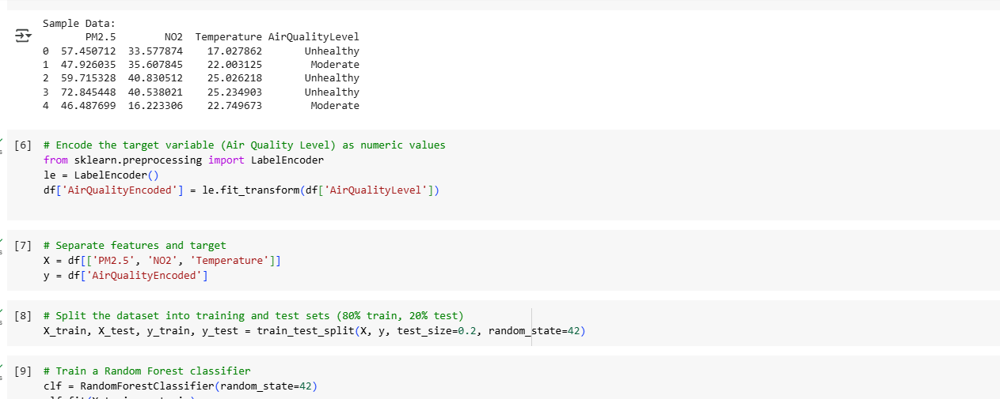 Sample Data:
PM2.5 NO2 Temperature AirQualityLevel
0 57.450712 33.577874 17.027862 Unhealthy
1 47.926035 35.607845 22.003125 Moderate
2 59.715328 40.830512 25.026218 Unhealthy
3 72.845448 40.538021 25.234903 Unhealthy
4 46.487699 16.223306 22.749673 Moderate
[6] # Encode the target variable (Air Quality Level) as numeric values
from sklearn.preprocessing import LabelEncoder
le = LabelEncoder()
df['AirQualityEncoded'] = le.fit_transform(df['AirQualityLevel'])
[7] # Separate features and target
X = df[['PM2.5', 'NO2', 'Temperature']]
y = df['AirQualityEncoded']
[8] # Split the dataset into training and test sets (80% train, 20% test)
X_train, X_test, y_train, y_test = train_test_split(X, y, test_size=0.2, random_state=42)
[9] # Train a Random Forest classifier
clf = RandomForestClassifier(random_state=42)